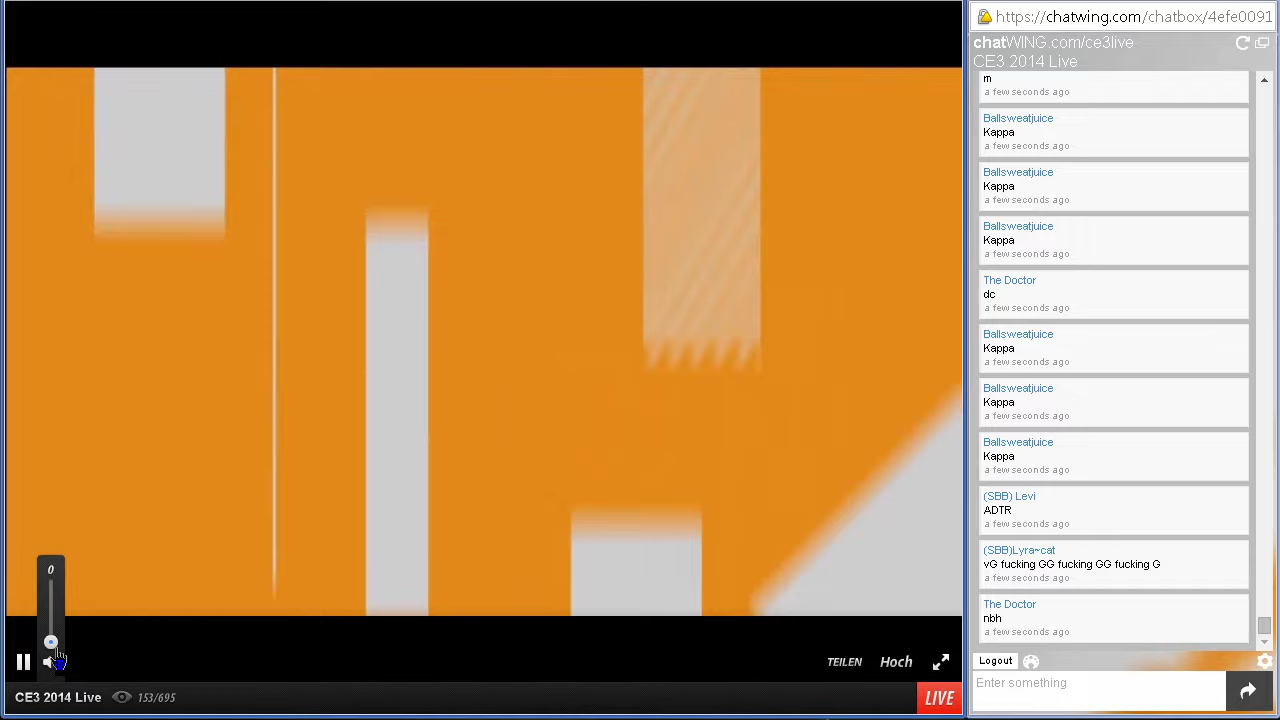 0
TEILEN
Hoch
CE3 2014 Live
153/695
LIVE
https://chatwing.com/chatbox/4efe0091
chatWING.com/ce3live
CE3 2014 Live
m
a few seconds ago
Ballsweatjuice
Kappa
a few seconds ago
Ballsweatjuice
Kappa
a few seconds ago
Ballsweatjuice
Kappa
a few seconds ago
The Doctor
dc
a few seconds ago
Ballsweatjuice
Kappa
a few seconds ago
Ballsweatjuice
Kappa
a few seconds ago
Ballsweatjuice
Kappa
a few seconds ago
(SBB) Levi
ADTR
a few seconds ago
(SBB)Lyra~cat
vG fucking GG fucking GG fucking G
a few seconds ago
The Doctor
nbh
a few seconds ago
Logout
Enter something